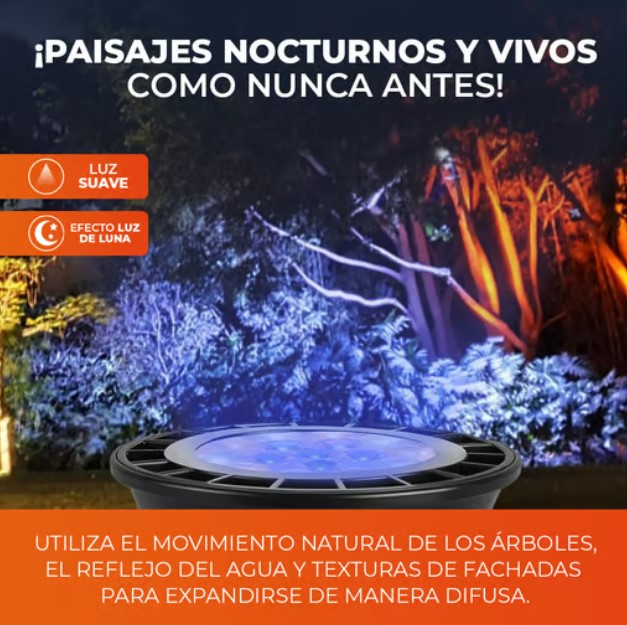 ¡PAISAJES NOCTURNOS Y VIVOS
COMO NUNCA ANTES!
LUZ
SUAVE
EFECTO LUZ
DE LUNA
UTILIZA EL MOVIMIENTO NATURAL DE LOS ÁRBOLES,
EL REFLEJO DEL AGUA Y TEXTURAS DE FACHADAS
PARA EXPANDIRSE DE MANERA DIFUSA.